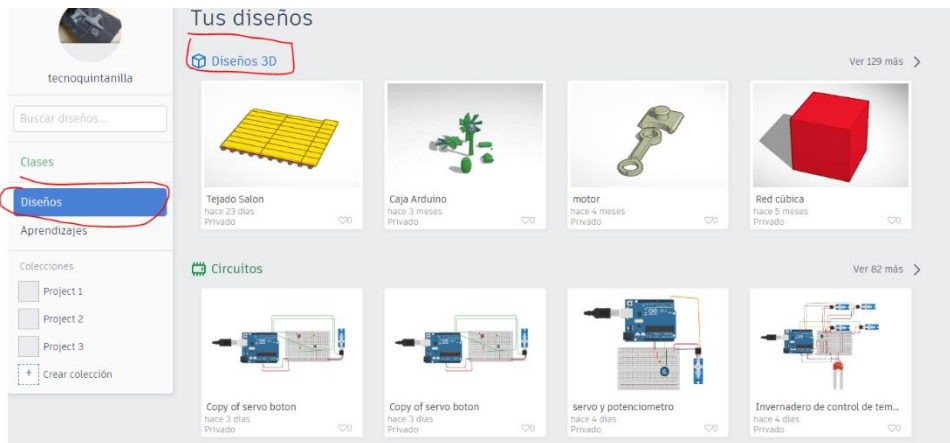 Tus diseños
tecnoquintanilla
Buscar diseños...
Clases
Diseños
Aprendizajes
Colecciones
Project 1
Project 2
Project 3
+ Crear colección
Diseños 3D
Ver 129 más
Tejado Salon
hace 23 días
Privado
0
Caja Arduino
hace 3 meses
Privado
0
motor
hace 4 meses
Privado
0
Red cúbica
hace 5 meses
Privado
0
Circuitos
Ver 82 más
Copy of servo boton
hace 3 días
Privado
0
Copy of servo boton
hace 3 días
Privado
0
servo y potenciometro
hace 4 días
Privado
0
Invernadero de control de tem...
hace 4 días
Privado
0